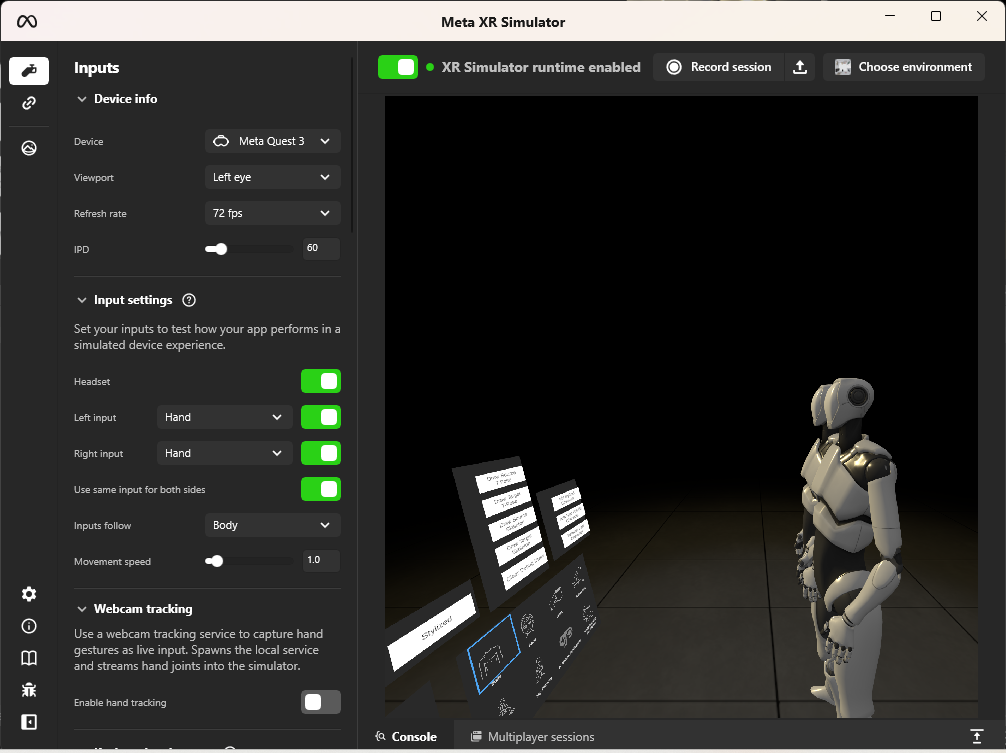 Meta XR Simulator
Inputs
XR Simulator runtime enabled
Record session
Choose environment
Device info
Device
Meta Quest 3
Viewport
Left eye
Refresh rate
72 fps
IPD
60
Input settings
Set your inputs to test how your app performs in a
simulated device experience.
Headset
Left input
Hand
Right input
Hand
Use same input for both sides
Inputs follow
Body
Movement speed
1.0
Webcam tracking
Use a webcam tracking service to capture hand
gestures as live input. Spawns the local service
and streams hand joints into the simulator.
Enable hand tracking
Stylized
Console
Multiplayer sessions